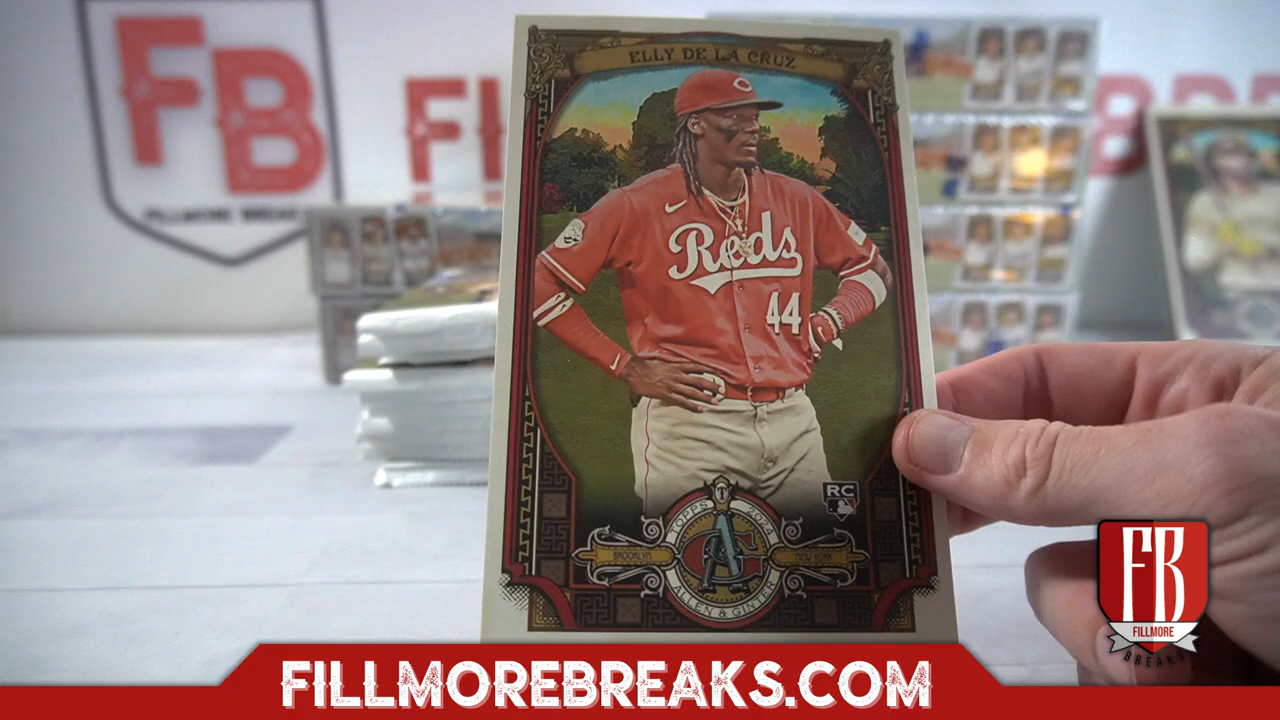 FB
FILLMORE BREAKS
ELLY DE LA CRUZ
Reds
44
RC
TOPPS 2024
BROOKLYN
NEW YORK
ALLEN & GINTER
FB
FILLMORE
BREAKS
BREAKS
FILLMOREBREAKS.COM